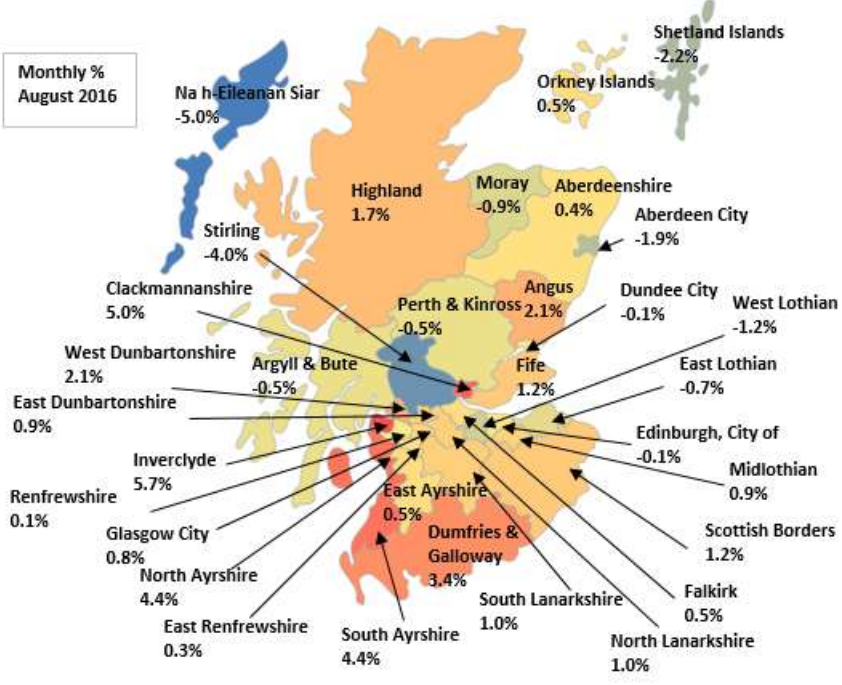 Monthly %
August 2016
Shetland Islands
-2.2%
Orkney Islands
0.5%
Na h-Eileanan Siar
-5.0%
Highland
1.7%
Moray
-0.9%
Aberdeenshire
0.4%
Aberdeen City
-1.9%
Stirling
-4.0%
Clackmannanshire
5.0%
Perth & Kinross
-0.5%
Angus
2.1%
Dundee City
-0.1%
West Lothian
-1.2%
West Dunbartonshire
2.1%
Argyll & Bute
-0.5%
Fife
1.2%
East Lothian
-0.7%
East Dunbartonshire
0.9%
Edinburgh, City of
-0.1%
Inverclyde
5.7%
Midlothian
0.9%
Renfrewshire
0.1%
East Ayrshire
0.5%
Glasgow City
0.8%
Dumfries &
Galloway
3.4%
Scottish Borders
1.2%
North Ayrshire
4.4%
South Lanarkshire
1.0%
Falkirk
0.5%
East Renfrewshire
0.3%
South Ayrshire
4.4%
North Lanarkshire
1.0%